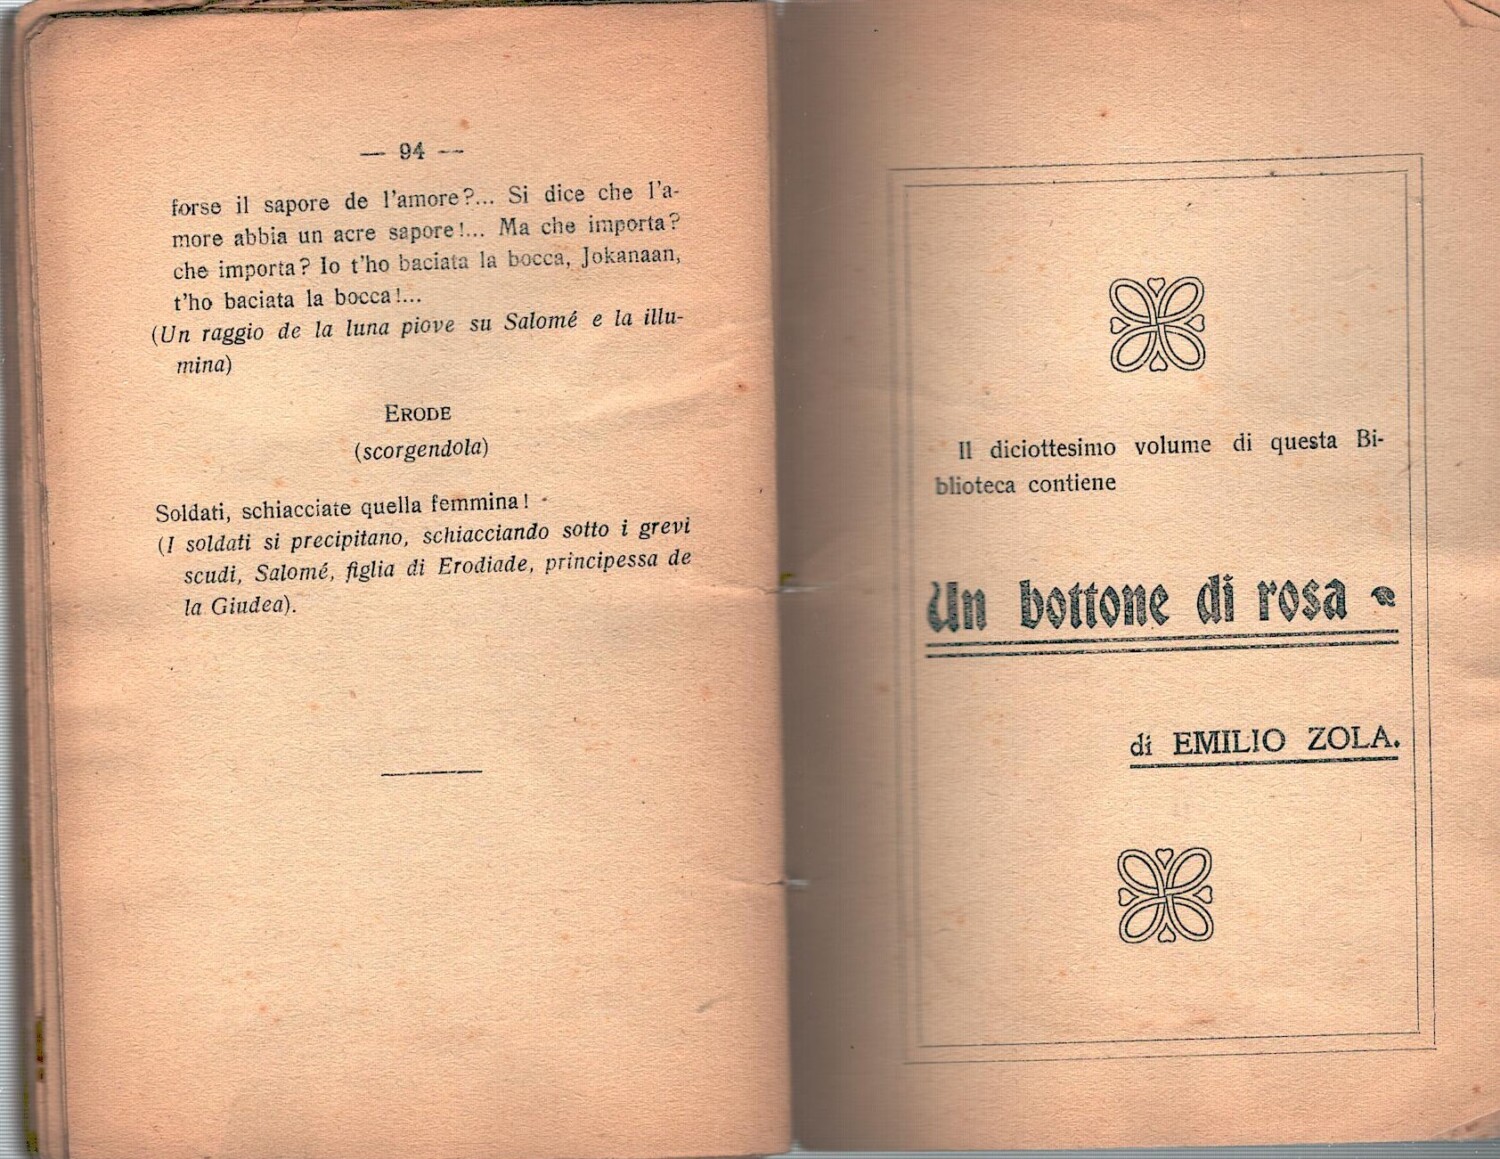 — 94 —
forse il sapore de l'amore?... Si dice che l'a-
more abbia un acre sapore!... Ma che importa?
che importa? Io t'ho baciata la bocca, Jokanaan,
t'ho baciata la bocca!...
(Un raggio de la luna piove su Salomé e la illu-
mina)
ERODE
(scorgendola)
Soldati, schiacciate quella femmina!
(I soldati si precipitano, schiacciando sotto i grevi
scudi, Salomé, figlia di Erodiade, principessa de
la Giudea).
Il diciottesimo volume di questa Bi-
blioteca contiene
Un bottone di rosa
di EMILIO ZOLA.